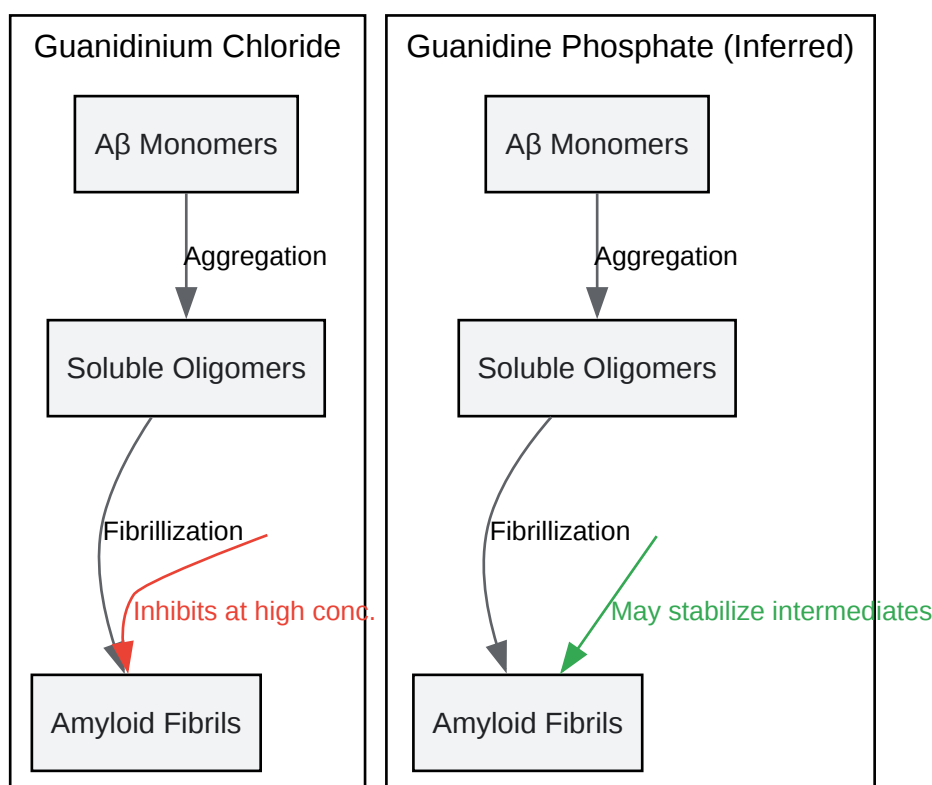 Guanidinium Chloride
Aβ Monomers
Aggregation
Soluble Oligomers
Fibrillization
Inhibits at high conc.
Amyloid Fibrils
Guanidine Phosphate (Inferred)
Aβ Monomers
Aggregation
Soluble Oligomers
Fibrillization
May stabilize intermediates
Amyloid Fibrils